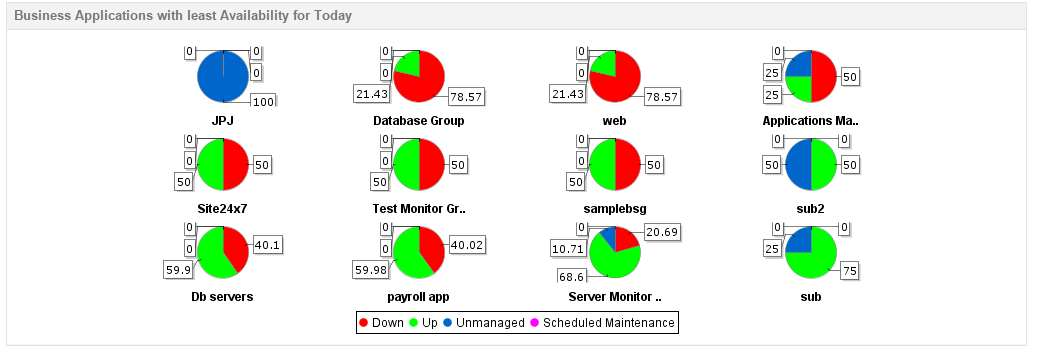 Business Applications with least Availability for Today
0 0
0
100
JPJ
0
0
21.43 78.57
Database Group
0
0
21.43 78.57
web
0
25 50
25
Applications Ma..
0
0 50
50
Site24x7
0
0 50
50
Test Monitor Gr..
0
0 50
50
samplebsg
0 0
50 50
sub2
0
0 40.1
59.9
Db servers
0
0 40.02
59.98
payroll app
0 20.69
10.71
68.6
Server Monitor ..
0 0
25
75
sub
Down Up Unmanaged Scheduled Maintenance